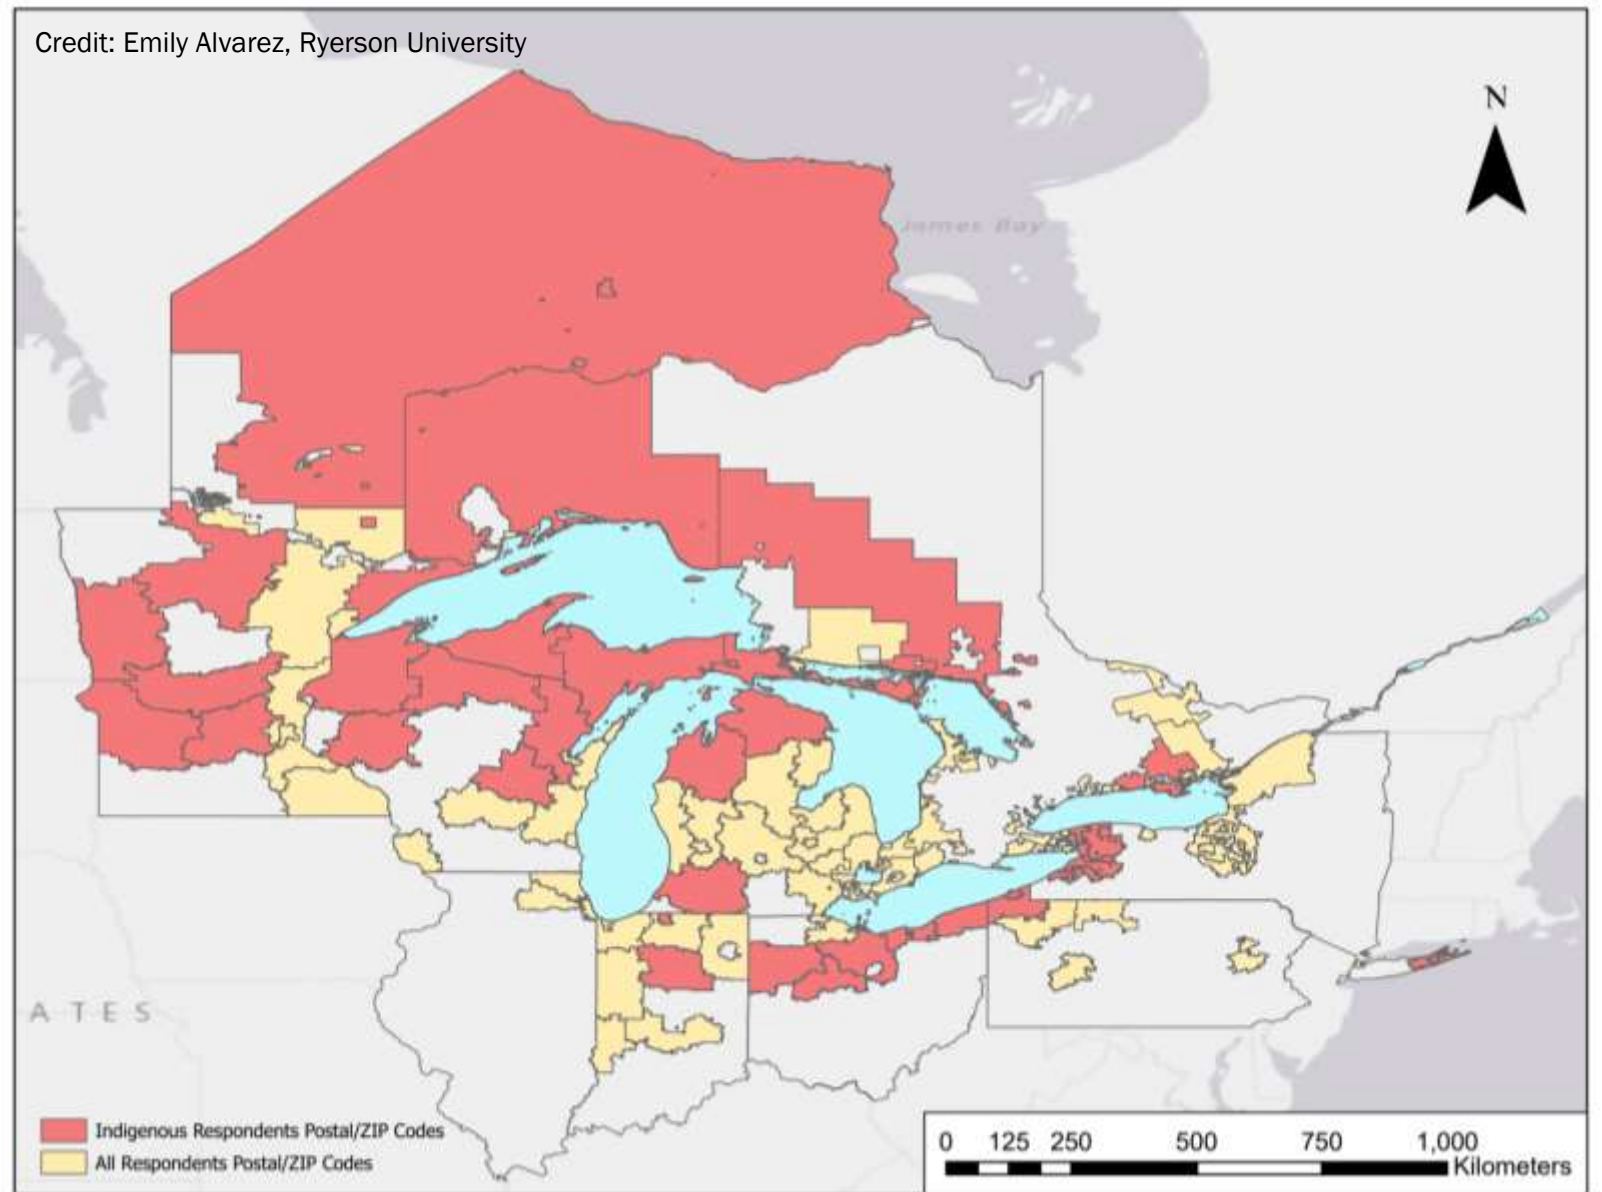 Credit: Emily Alvarez, Ryerson University
N
James Bay
A T E S
Indigenous Respondents Postal/ZIP Codes
All Respondents Postal/ZIP Codes
0 125 250 500 750 1,000
Kilometers